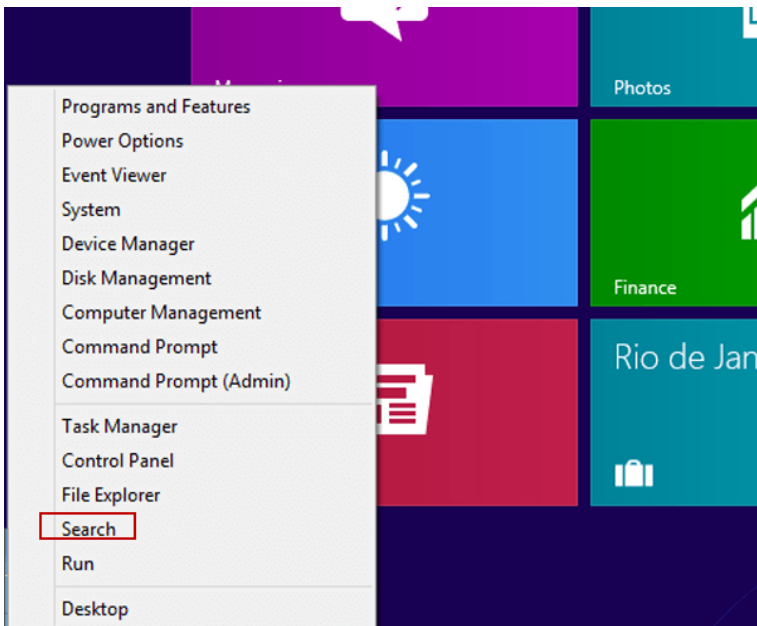 Photos
Programs and Features
Power Options
Event Viewer
System
Device Manager
Disk Management
Computer Management
Command Prompt
Command Prompt (Admin)
Task Manager
Control Panel
File Explorer
Search
Run
Desktop
Finance
Rio de Jan